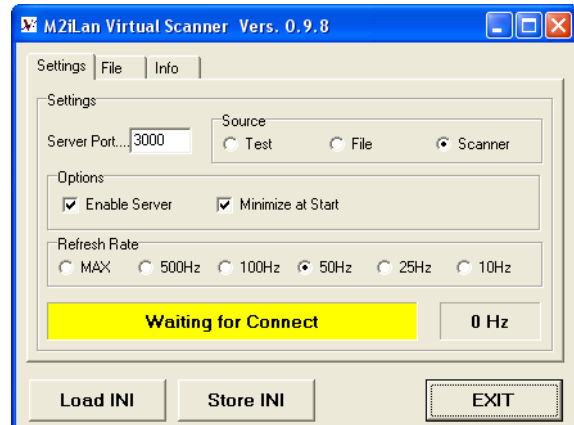 M2iLan Virtual Scanner Vers. 0.9.8
Settings File Info
Settings
Source
Server Port.... 3000 Test File Scanner
Options
Enable Server Minimize at Start
Refresh Rate
MAX 500Hz 100Hz 50Hz 25Hz 10Hz
Waiting for Connect 0 Hz
Load INI Store INI EXIT